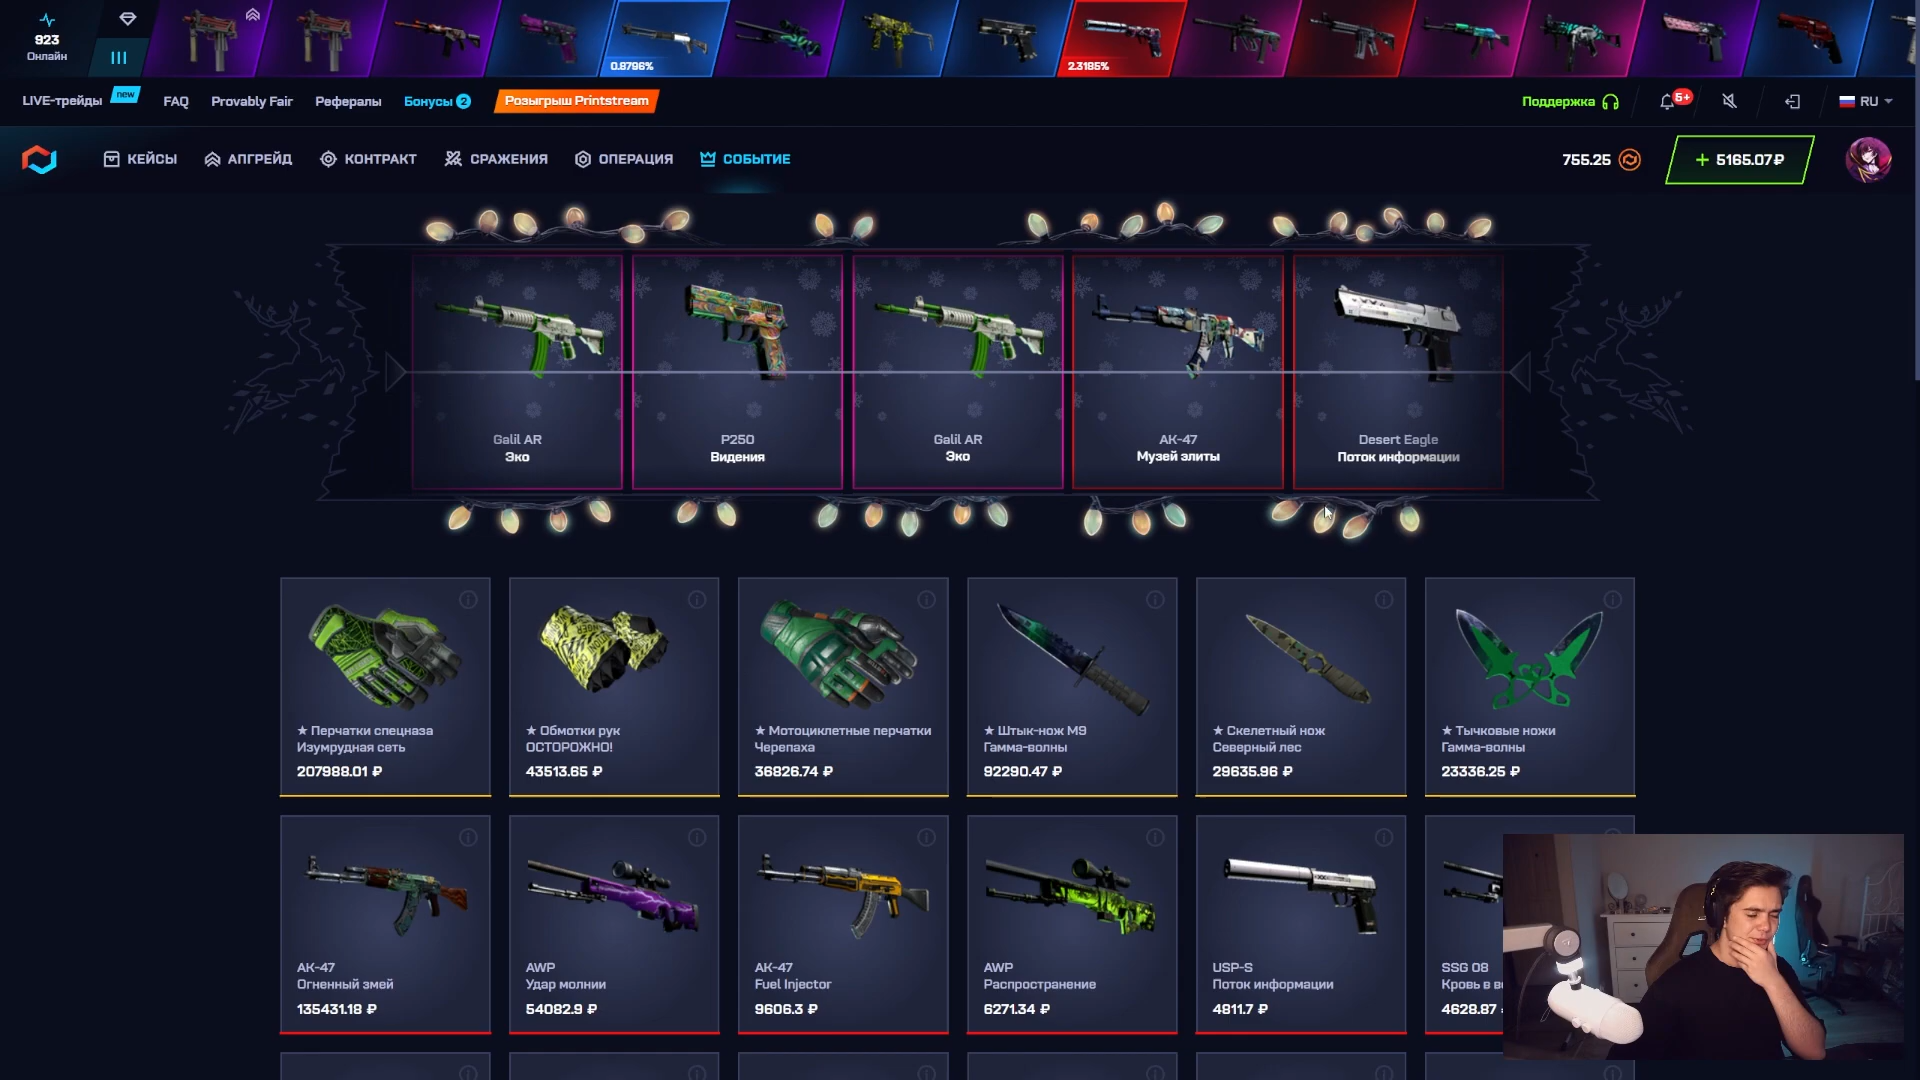 923
Онлайн
0.8796%
2.3185%
LIVE-трейды
new
FAQ
Provably Fair
Рефералы
Бонусы 2
Розыгрыш Printstream
Поддержка
5+
RU
КЕЙСЫ
АПГРЕЙД
КОНТРАКТ
СРАЖЕНИЯ
ОПЕРАЦИЯ
СОБЫТИЕ
755.25
+ 5165.07₽
Galil AR
Эко
P250
Видения
Galil AR
Эко
AK-47
Музей элиты
Desert Eagle
Поток информации
★ Перчатки спецназа
Изумрудная сеть
207988.01 ₽
★ Обмотки рук
ОСТОРОЖНО!
43513.65 ₽
★ Мотоциклетные перчатки
Черепаха
36826.74 ₽
★ Штык-нож M9
Гамма-волны
92290.47 ₽
★ Скелетный нож
Северный лес
29635.96 ₽
★ Тычковые ножи
Гамма-волны
23336.25 ₽
AK-47
Огненный змей
135431.18 ₽
AWP
Удар молнии
54082.9 ₽
AK-47
Fuel Injector
9606.3 ₽
AWP
Распространение
6271.34 ₽
USP-S
Поток информации
4811.7 ₽
SSG 08
Кровь в
4628.87